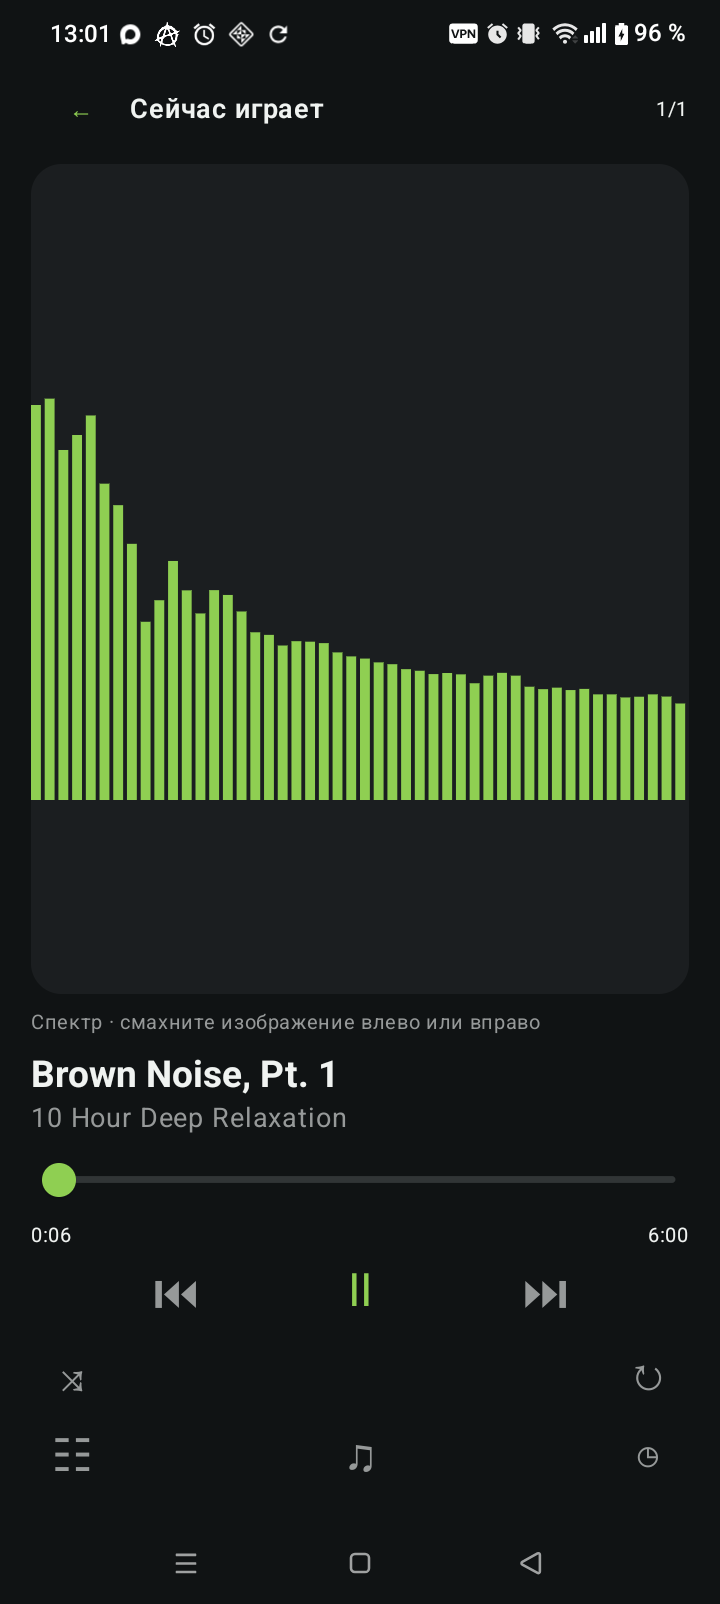 13:01
VPN
96 %
← Сейчас играет
1/1
Спектр · смахните изображение влево или вправо
Brown Noise, Pt. 1
10 Hour Deep Relaxation
0:06
6:00